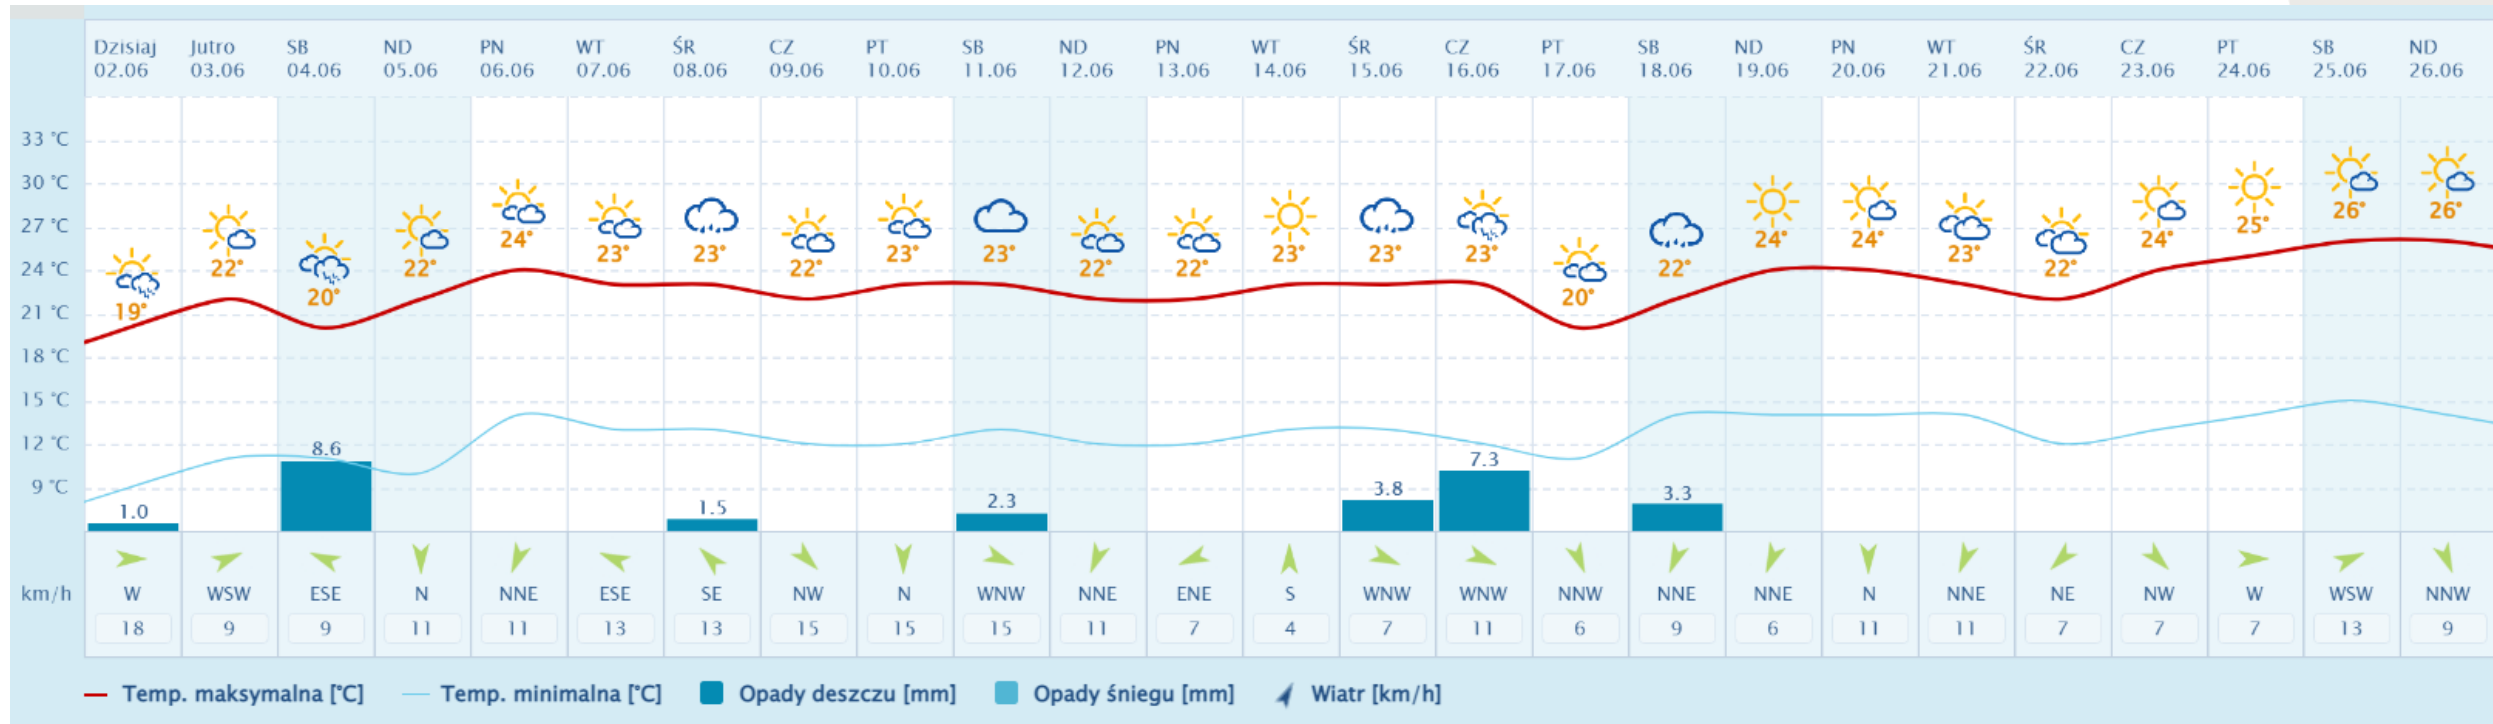 Dzisiaj Jutro SB ND PN WT ŚR CZ PT SB ND PN WT ŚR CZ PT SB ND PN WT ŚR CZ PT SB ND
02.06 03.06 04.06 05.06 06.06 07.06 08.06 09.06 10.06 11.06 12.06 13.06 14.06 15.06 16.06 17.06 18.06 19.06 20.06 21.06 22.06 23.06 24.06 25.06 26.06
33 °C
30 °C
27 °C
24 °C
21 °C
18 °C
15 °C
12 °C
9 °C
19° 22° 20° 22° 24° 23° 23° 22° 23° 23° 22° 22° 23° 23° 23° 20° 22° 24° 24° 23° 22° 24° 25° 26° 26°
1.0 8.6 1.5 2.3 3.8 7.3 3.3
km/h W WSW ESE N NNE ESE SE NW N WNW NNE ENE S WNW WNW NNW NNE NNE N NNE NE NW W WSW NNW
18 9 9 11 11 13 13 15 15 15 11 7 4 7 11 6 9 6 11 11 7 7 7 13 9
Temp. maksymalna [°C] Temp. minimalna [°C] Opady deszczu [mm] Opady śniegu [mm] Wiatr [km/h]